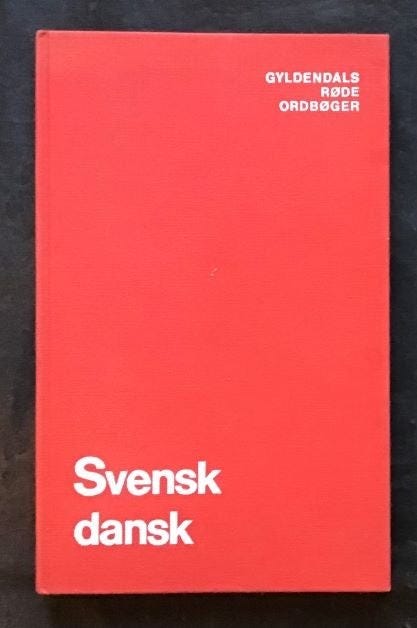 GYLDENDALS
RØDE
ORDBØGER
Svensk
dansk